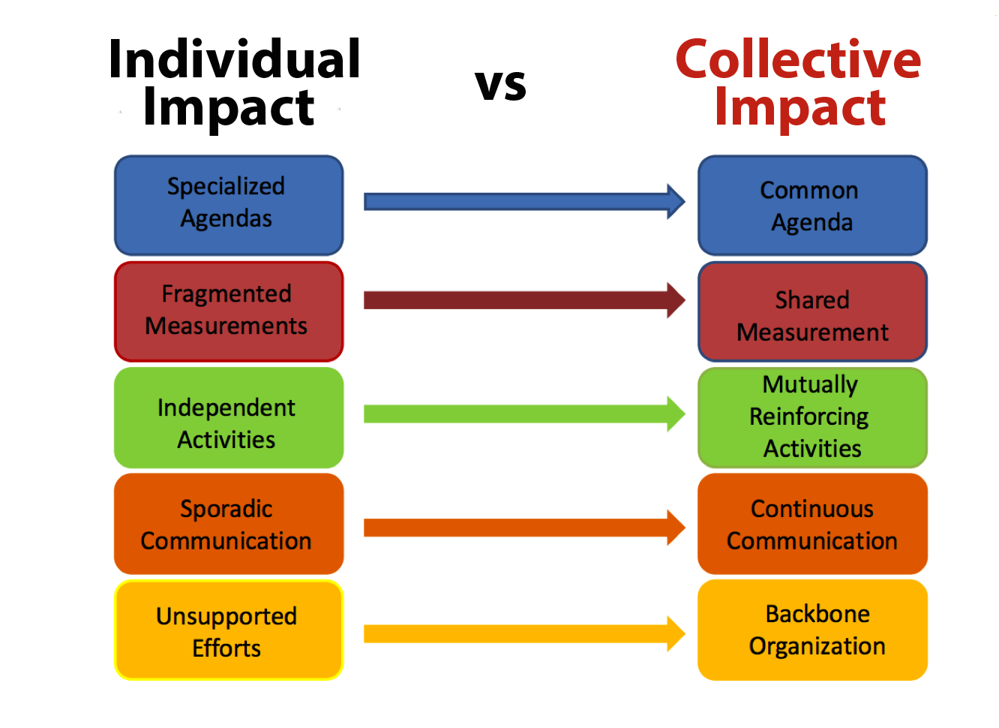 Individual
Impact
vs
Collective
Impact
Specialized
Agendas
Common
Agenda
Fragmented
Measurements
Shared
Measurement
Independent
Activities
Mutually
Reinforcing
Activities
Sporadic
Communication
Continuous
Communication
Unsupported
Efforts
Backbone
Organization